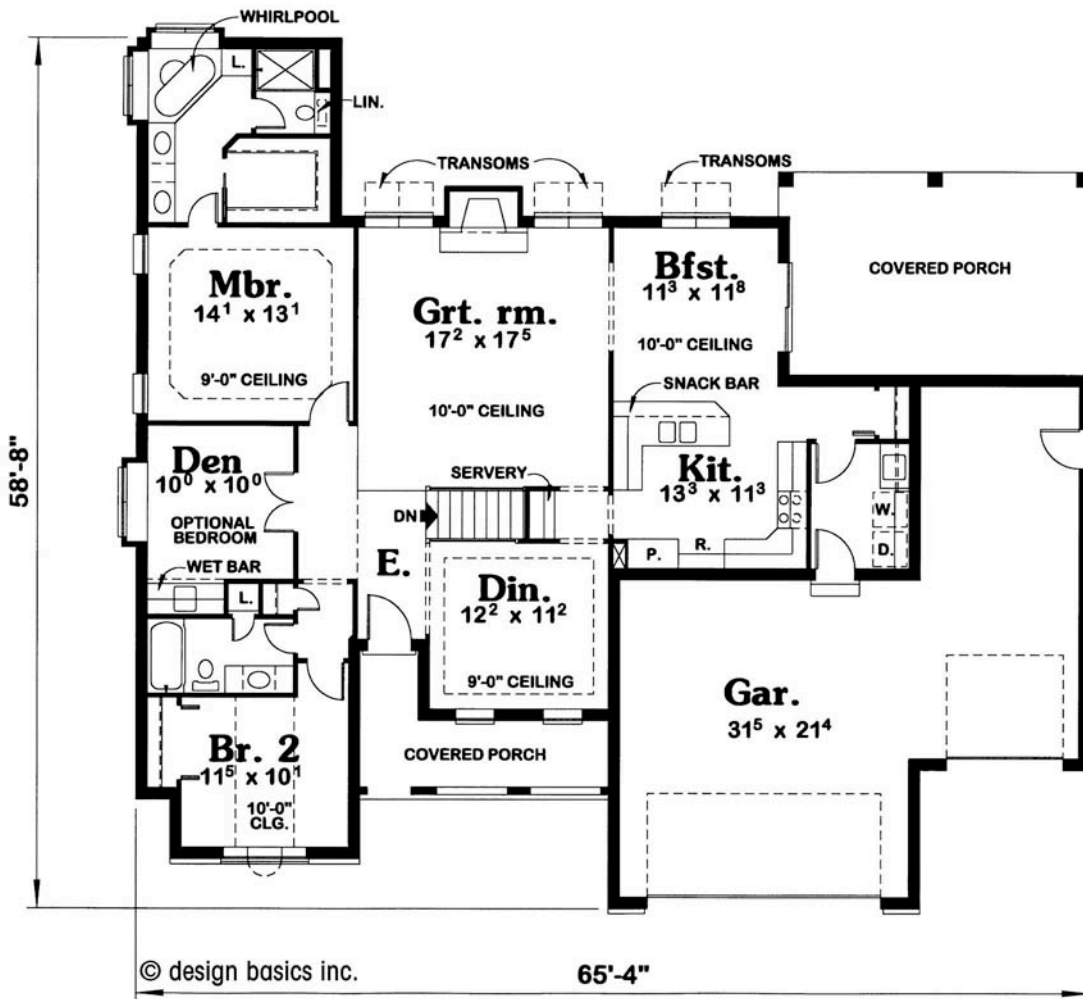 WHIRLPOOL
L.
LIN.
TRANSOMS
TRANSOMS
Mbr.
14¹ x 13¹
9'-0" CEILING
Grt. rm.
17² x 17⁵
10'-0" CEILING
Bfst.
11³ x 11⁸
10'-0" CEILING
COVERED PORCH
SNACK BAR
58'-8"
Den
10⁰ x 10⁰
OPTIONAL
BEDROOM
WET BAR
SERVERY
DN
Kit.
13³ x 11³
W.
D.
P.
R.
E.
L.
Din.
12² x 11²
9'-0" CEILING
Gar.
31⁵ x 21⁴
Br. 2
11⁵ x 10¹
10'-0"
CLG.
COVERED PORCH
© design basics inc.
65'-4"